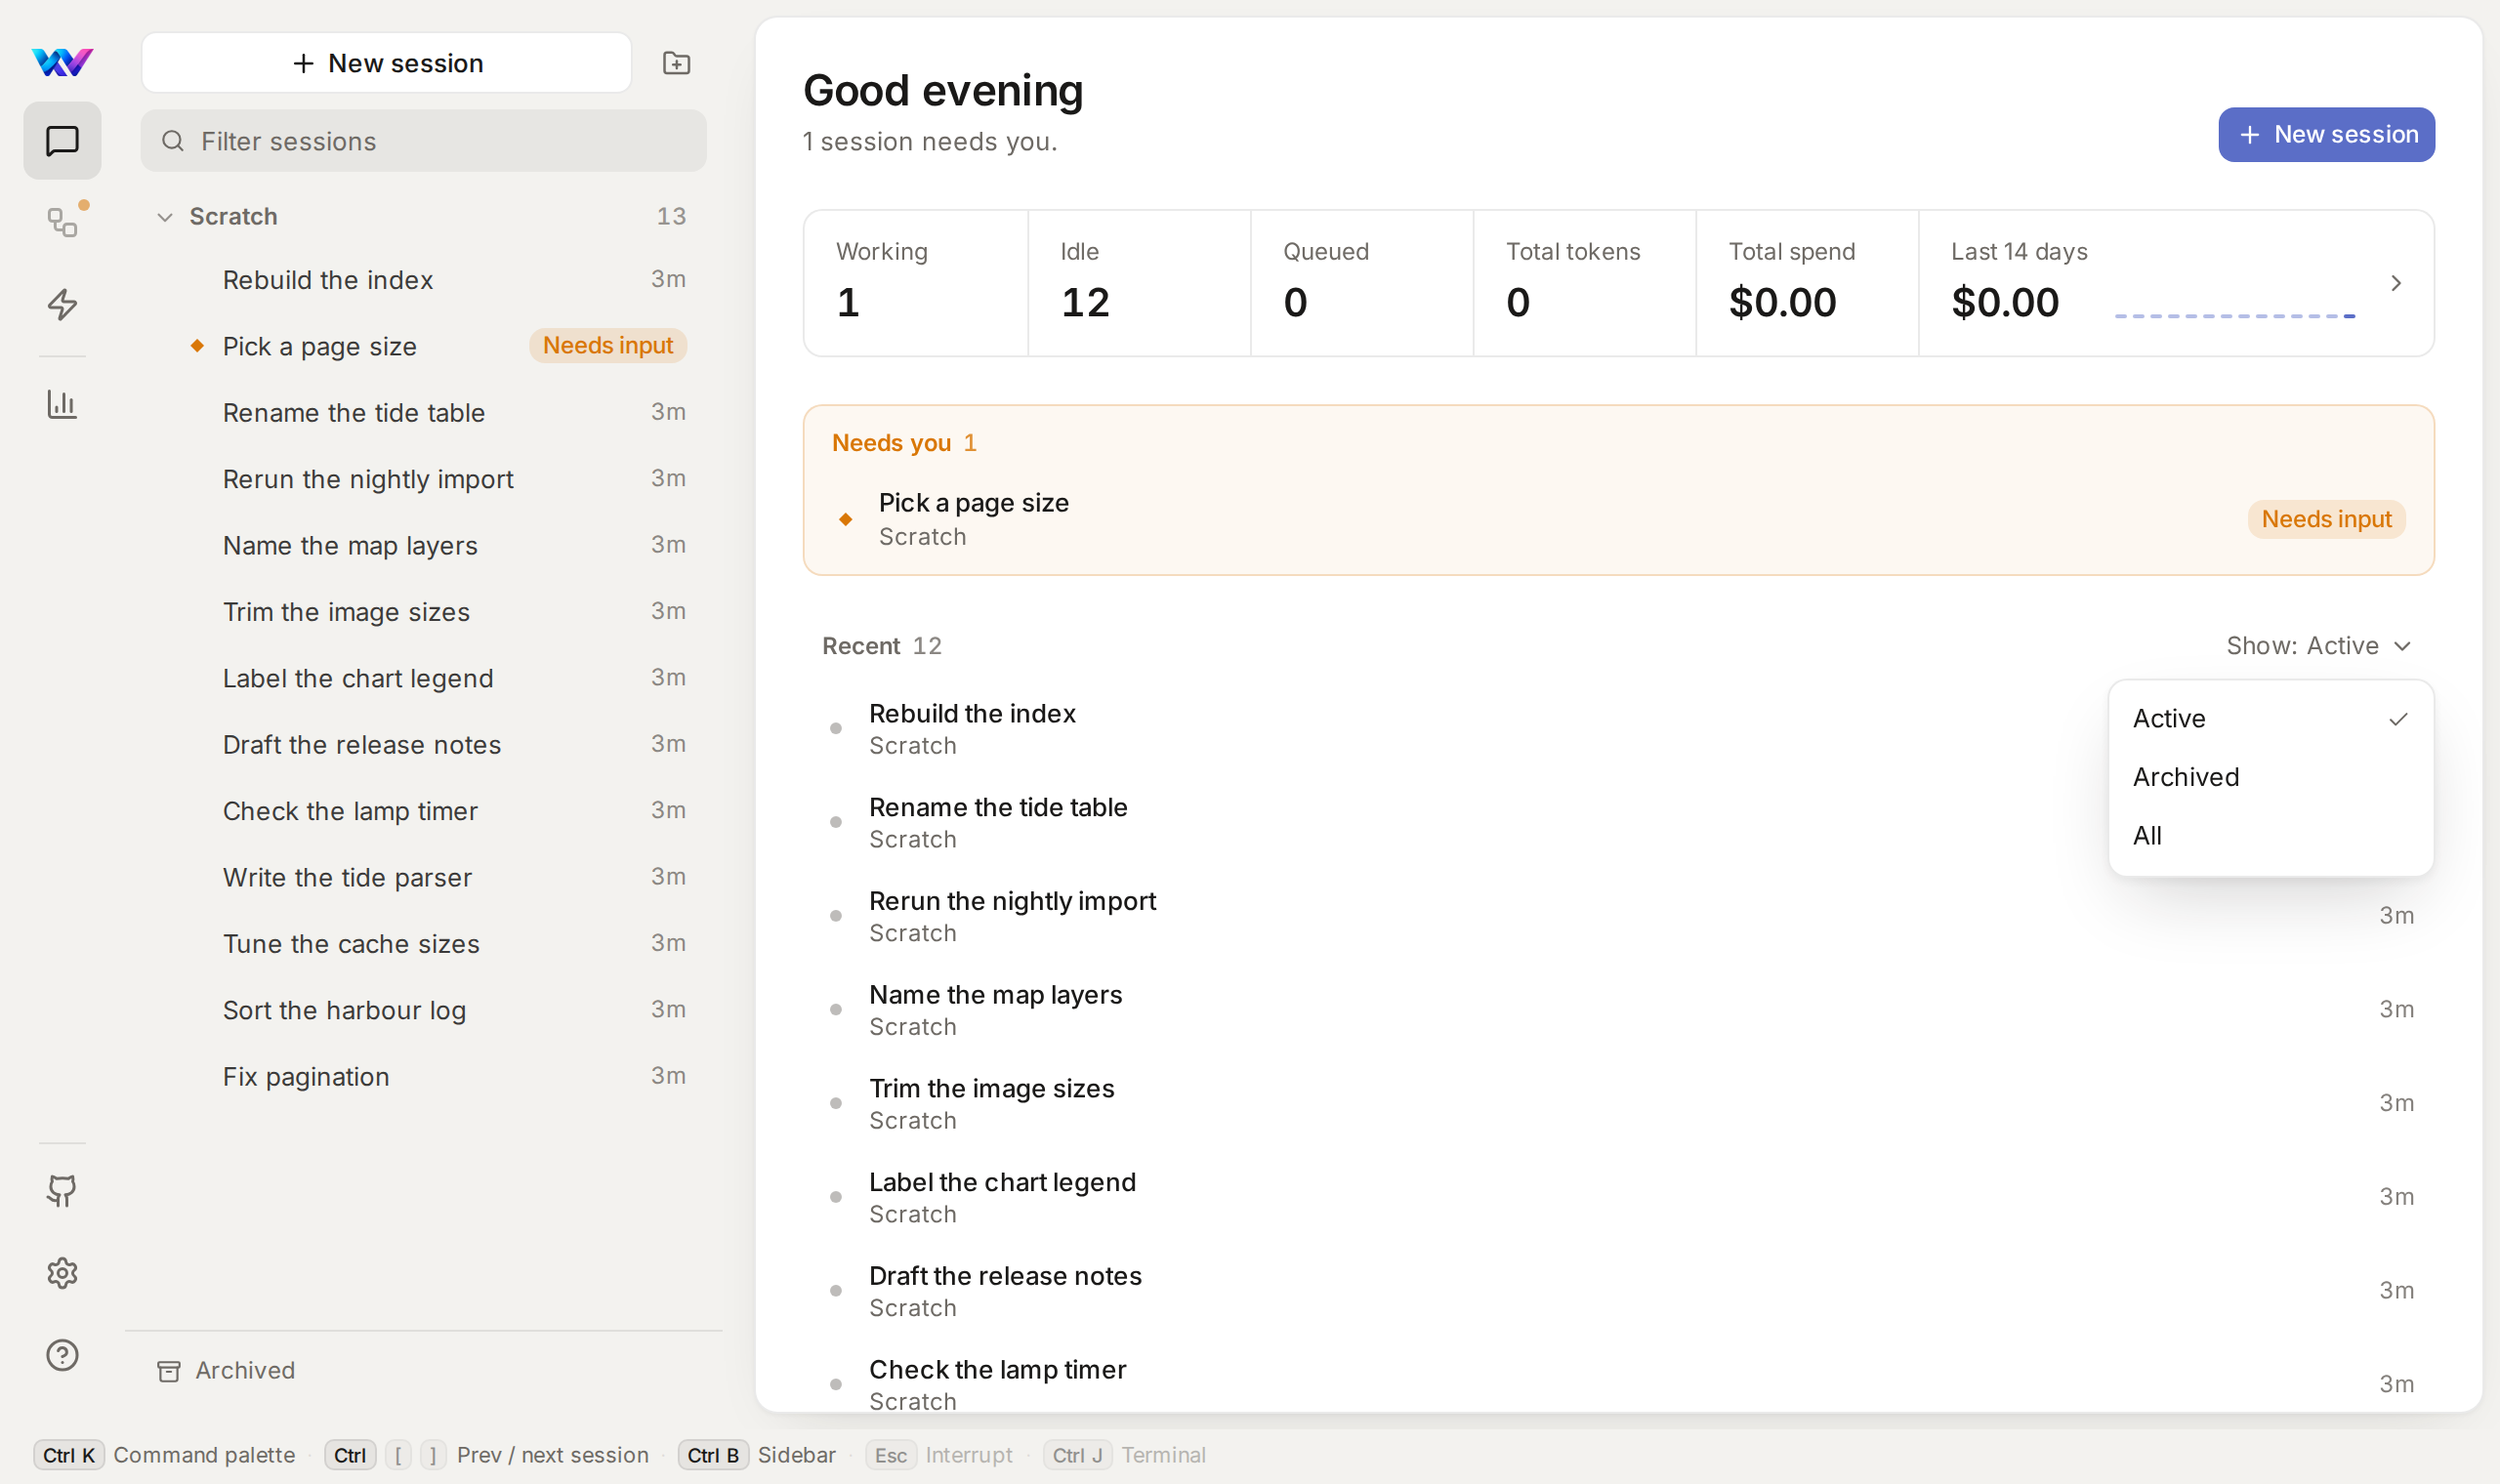 New session
Filter sessions
Scratch 13
Rebuild the index 3m
Pick a page size Needs input
Rename the tide table 3m
Rerun the nightly import 3m
Name the map layers 3m
Trim the image sizes 3m
Label the chart legend 3m
Draft the release notes 3m
Check the lamp timer 3m
Write the tide parser 3m
Tune the cache sizes 3m
Sort the harbour log 3m
Fix pagination 3m
Archived
Good evening
1 session needs you.
New session
Working
1
Idle
12
Queued
0
Total tokens
0
Total spend
$0.00
Last 14 days
$0.00
Needs you 1
Pick a page size
Scratch
Needs input
Recent 12
Show: Active
Active
Archived
All
Rebuild the index
Scratch
Rename the tide table
Scratch
Rerun the nightly import
Scratch
3m
Name the map layers
Scratch
3m
Trim the image sizes
Scratch
3m
Label the chart legend
Scratch
3m
Draft the release notes
Scratch
3m
Check the lamp timer
Scratch
3m
Ctrl K Command palette · Ctrl [ ] Prev / next session · Ctrl B Sidebar · Esc Interrupt · Ctrl J Terminal